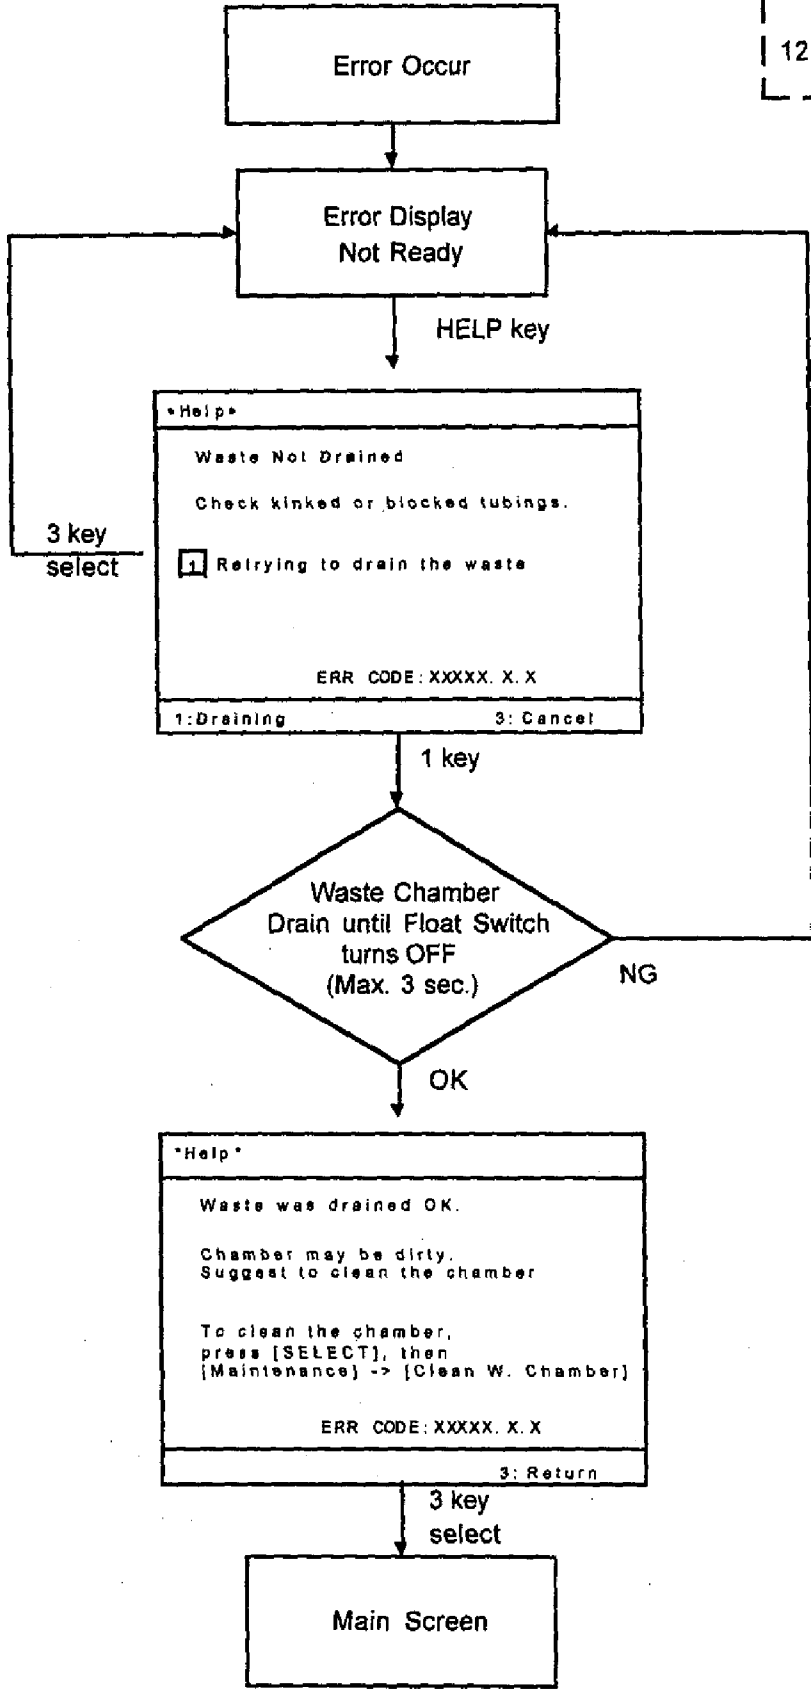 Error Occur
12
Error Display
Not Ready
HELP key
*Help*
Waste Not Drained
Check kinked or blocked tubings.
3 key
select
1 Retrying to drain the waste
ERR CODE: XXXXX. X. X
1:Draining 3: Cancel
1 key
Waste Chamber
Drain until Float Switch
turns OFF
(Max. 3 sec.)
NG
OK
*Help*
Waste was drained OK.
Chamber may be dirty.
Suggest to clean the chamber
To clean the chamber,
press [SELECT], then
[Maintenance] -> [Clean W. Chamber]
ERR CODE: XXXXX. X. X
3: Return
3 key
select
Main Screen